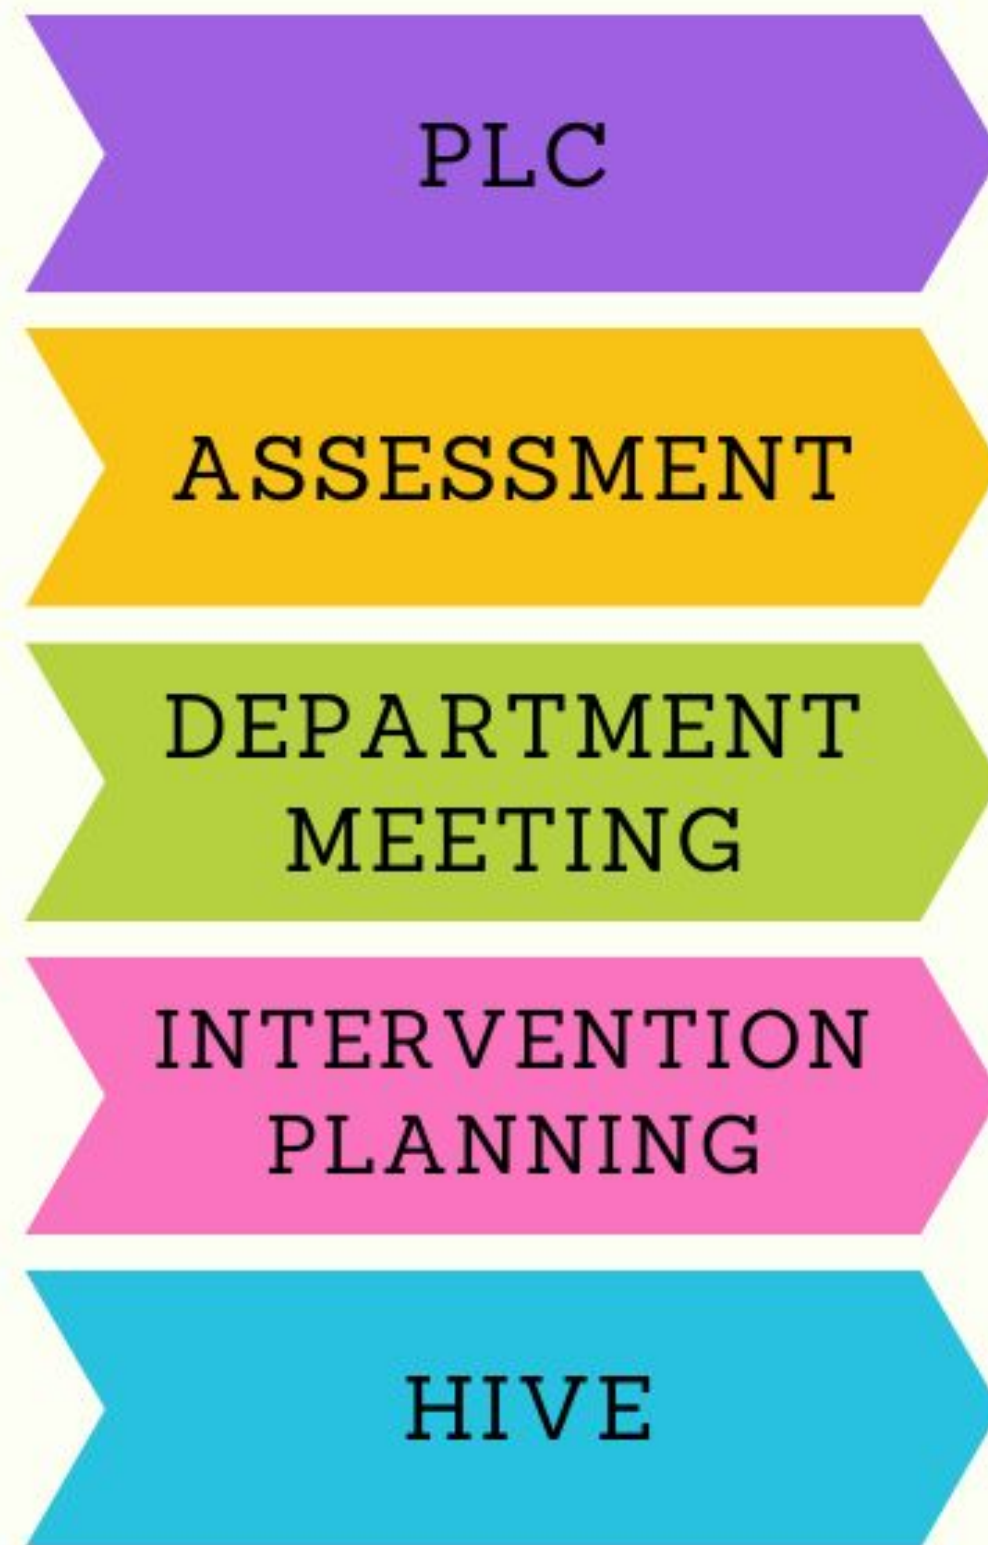 PLC
ASSESSMENT
DEPARTMENT
MEETING
INTERVENTION
PLANNING
HIVE